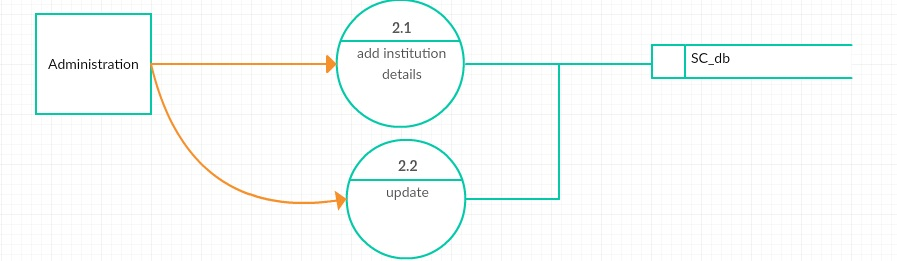 Administration
2.1
add institution
details
SC_db
2.2
update